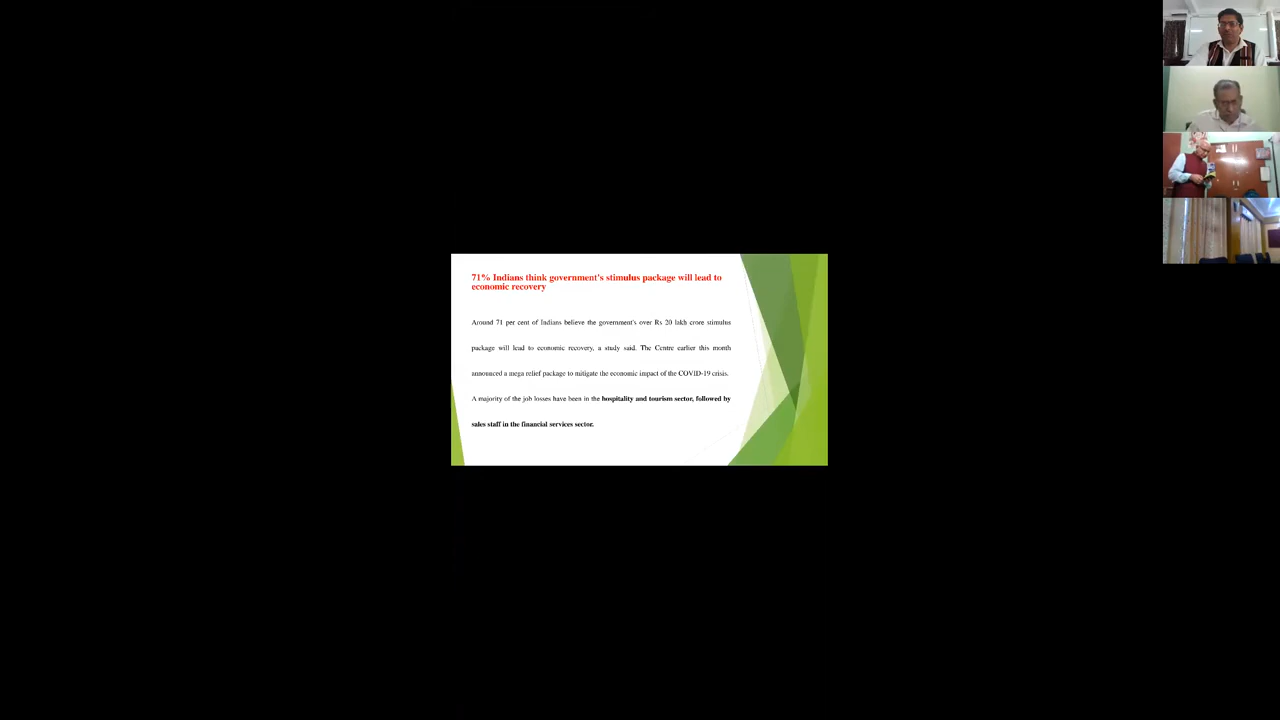 71% Indians think government's stimulus package will lead to
economic recovery
Around 71 per cent of Indians believe the government's over Rs 20 lakh crore stimulus
package will lead to economic recovery, a study said. The Centre earlier this month
announced a mega relief package to mitigate the economic impact of the COVID-19 crisis.
A majority of the job losses have been in the hospitality and tourism sector, followed by
sales staff in the financial services sector.